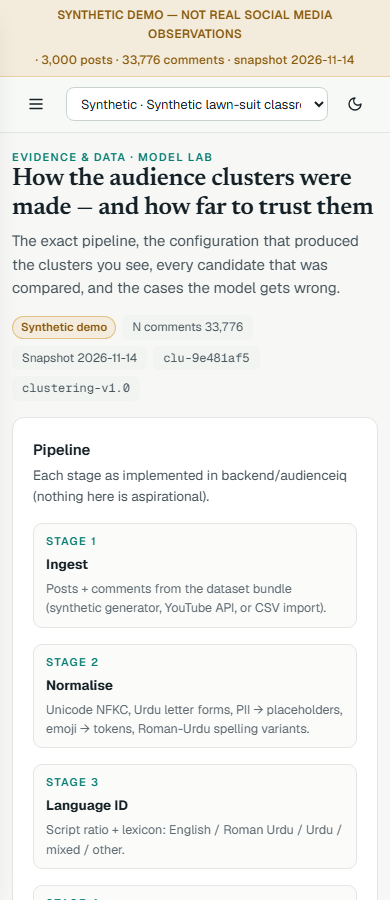 SYNTHETIC DEMO — NOT REAL SOCIAL MEDIA
OBSERVATIONS
· 3,000 posts · 33,776 comments · snapshot 2026-11-14
Synthetic · Synthetic lawn-suit classr
EVIDENCE & DATA · MODEL LAB
How the audience clusters were
made — and how far to trust them
The exact pipeline, the configuration that produced
the clusters you see, every candidate that was
compared, and the cases the model gets wrong.
Synthetic demo
N comments 33,776
Snapshot 2026-11-14
clu-9e481af5
clustering-v1.0
Pipeline
Each stage as implemented in backend/audienceiq
(nothing here is aspirational).
STAGE 1
Ingest
Posts + comments from the dataset bundle
(synthetic generator, YouTube API, or CSV import).
STAGE 2
Normalise
Unicode NFKC, Urdu letter forms, PII → placeholders,
emoji → tokens, Roman-Urdu spelling variants.
STAGE 3
Language ID
Script ratio + lexicon: English / Roman Urdu / Urdu /
mixed / other.